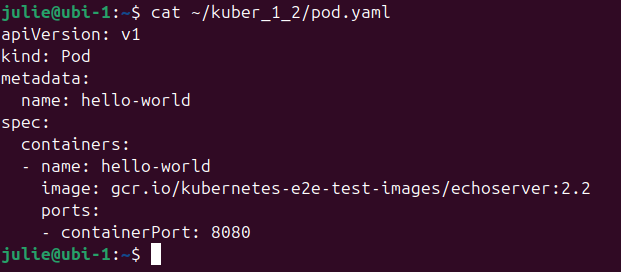 julie@ubi-1:~$ cat ~/kuber_1_2/pod.yaml
apiVersion: v1
kind: Pod
metadata:
  name: hello-world
spec:
  containers:
  - name: hello-world
    image: gcr.io/kubernetes-e2e-test-images/echoserver:2.2
    ports:
    - containerPort: 8080
julie@ubi-1:~$